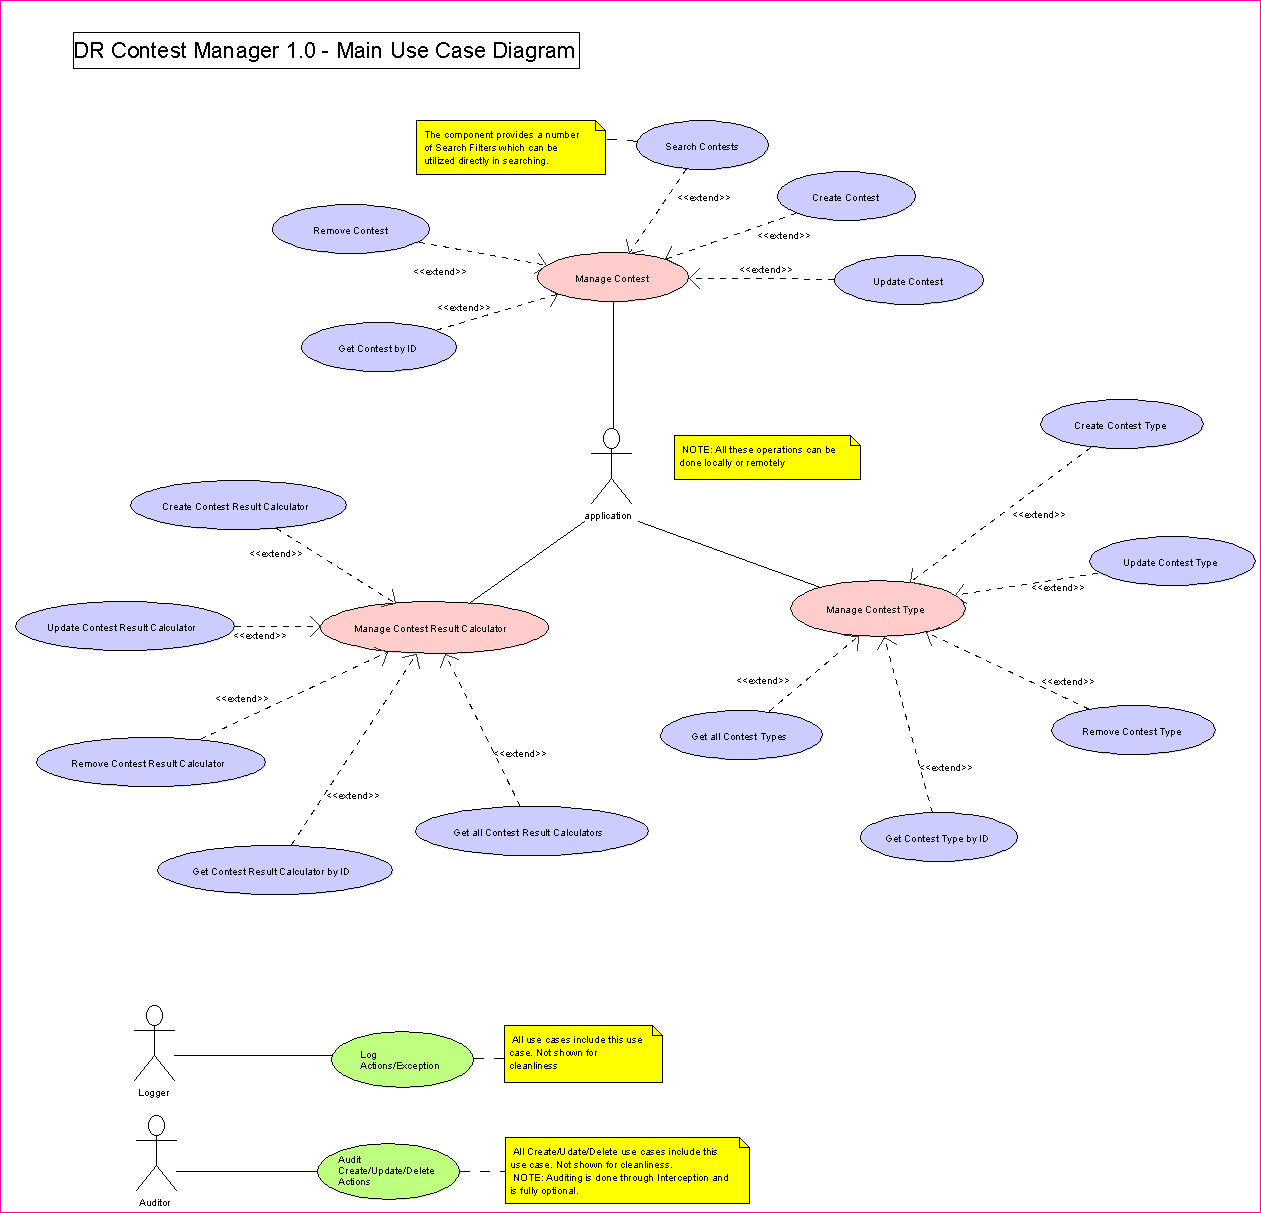 DR Contest Manager 1.0 - Main Use Case Diagram
The component provides a number
of Search Filters which can be
utilized directly in searching.
Search Contests
<<extend>>
Create Contest
<<extend>>
Remove Contest
<<extend>>
Manage Contest
<<extend>>
Update Contest
<<extend>>
Get Contest by ID
Create Contest Type
NOTE: All these operations can be
done locally or remotely
application
<<extend>>
Create Contest Result Calculator
<<extend>>
Update Contest Type
<<extend>>
Manage Contest Type
Update Contest Result Calculator
<<extend>>
Manage Contest Result Calculator
<<extend>>
<<extend>>
<<extend>>
Get all Contest Types
Remove Contest Type
Remove Contest Result Calculator
<<extend>>
<<extend>>
<<extend>>
Get all Contest Result Calculators
Get Contest Type by ID
Get Contest Result Calculator by ID
<<extend>>
Logger
Log
Actions/Exception
All use cases include this use
case. Not shown for
cleanliness
Auditor
Audit
Create/Update/Delete
Actions
All Create/Udate/Delete use cases include this
use case. Not shown for cleanliness.
NOTE: Auditing is done through Interception and
is fully optional.